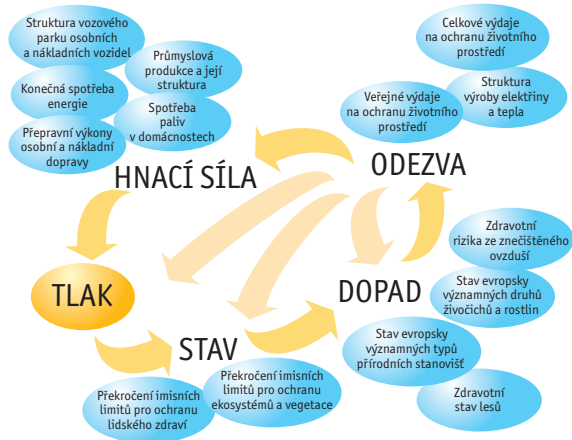 Struktura vozového
parku osobních
a nákladních vozidel
Průmyslová
produkce a její
struktura
Konečná spotřeba
energie
Spotřeba
paliv
v domácnostech
Přepravní výkony
osobní a nákladní
dopravy
HNACÍ SÍLA
Celkové výdaje
na ochranu životního
prostředí
Struktura
výroby elektřiny
a tepla
Veřejné výdaje
na ochranu životního
prostředí
ODEZVA
TLAK
Zdravotní
rizika ze znečištěného
ovzduší
DOPAD
Stav evropsky
významných druhů
živočichů a rostlin
Stav evropsky
významných typů
přírodních stanovišť
Zdravotní
stav lesů
STAV
Překročení imisních
limitů pro ochranu
lidského zdraví
Překročení imisních
limitů pro ochranu
ekosystémů a vegetace